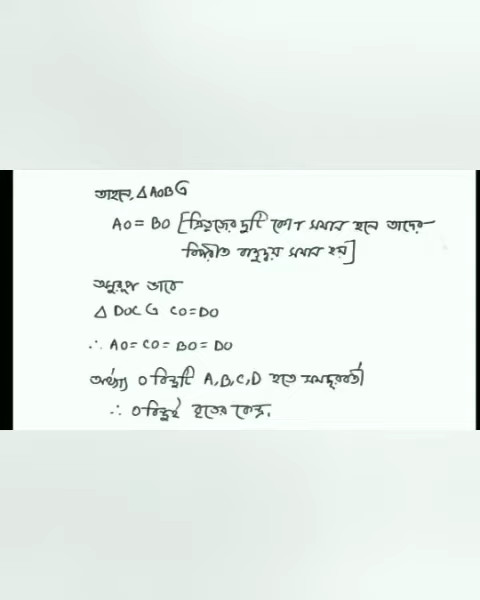 তাহলে, Δ AOB এ
AO = BO [ত্রিভুজের দুটি কোণ সমান হলে তাদের
বিপরীত বাহুদ্বয় সমান হয়]
অনুরূপ ভাবে
Δ DOC এ CO = DO
∴ AO = CO = BO = DO
অর্থাৎ O বিন্দুটি A, B, C, D হতে সমদূরবর্তী
∴ O বিন্দুই বৃত্তের কেন্দ্র.